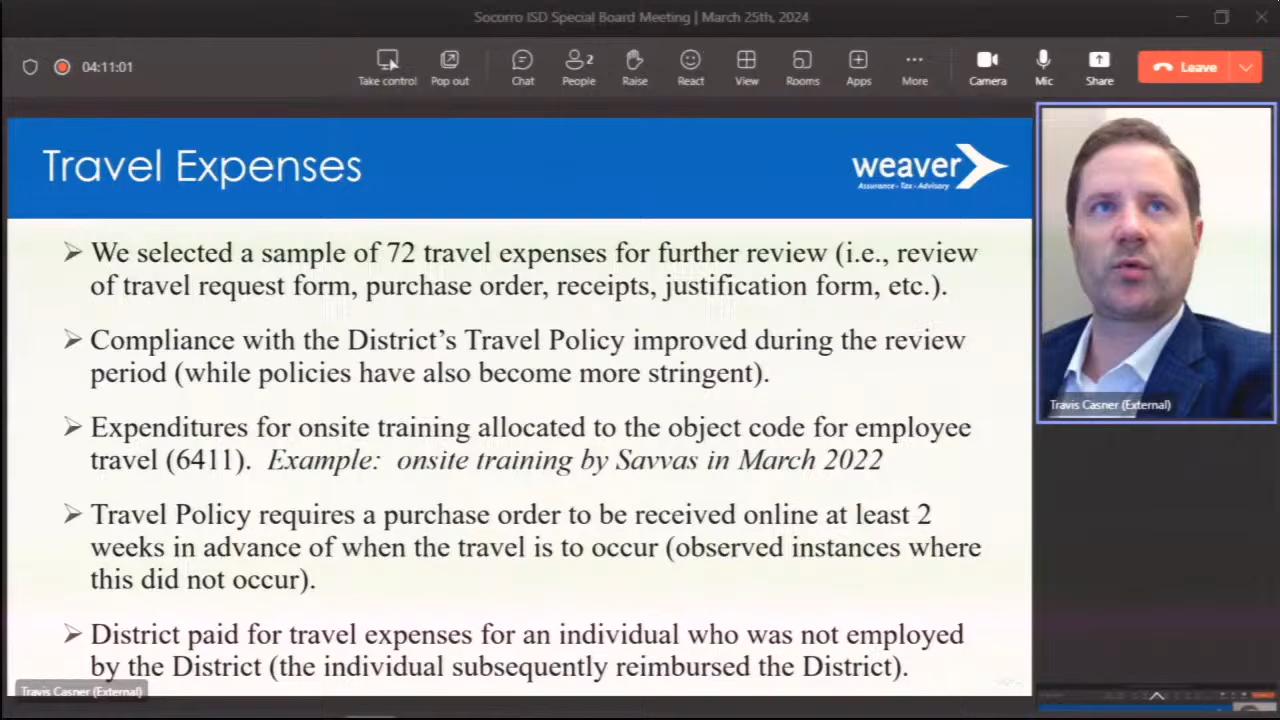 Socorro ISD Special Board Meeting | March 25th, 2024
04:11:01
Take control
Pop out
Chat
People
2
Raise
React
View
Rooms
Apps
More
Camera
Mic
Share
Leave
Travel Expenses
weaver
Assurance • Tax • Advisory
➢ We selected a sample of 72 travel expenses for further review (i.e., review
of travel request form, purchase order, receipts, justification form, etc.).
➢ Compliance with the District’s Travel Policy improved during the review
period (while policies have also become more stringent).
➢ Expenditures for onsite training allocated to the object code for employee
travel (6411). Example: onsite training by Savvas in March 2022
➢ Travel Policy requires a purchase order to be received online at least 2
weeks in advance of when the travel is to occur (observed instances where
this did not occur).
➢ District paid for travel expenses for an individual who was not employed
by the District (the individual subsequently reimbursed the District).
Travis Casner (External)
Travis Casner (External)